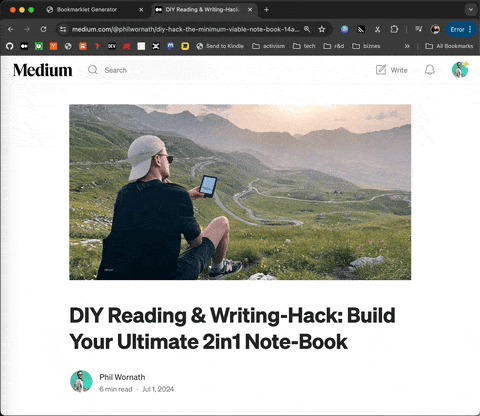 Bookmarklet Generator
DIY Reading & Writing-Hack:
medium.com/@philwornath/diy-hack-the-minimum-viable-note-book-14a...
Error
Send to Kindle
activism
tech
r&d
biznes
All Bookmarks
Medium
Search
Write
DIY Reading & Writing-Hack: Build
Your Ultimate 2in1 Note-Book
Phil Wornath
6 min read · Jul 1, 2024